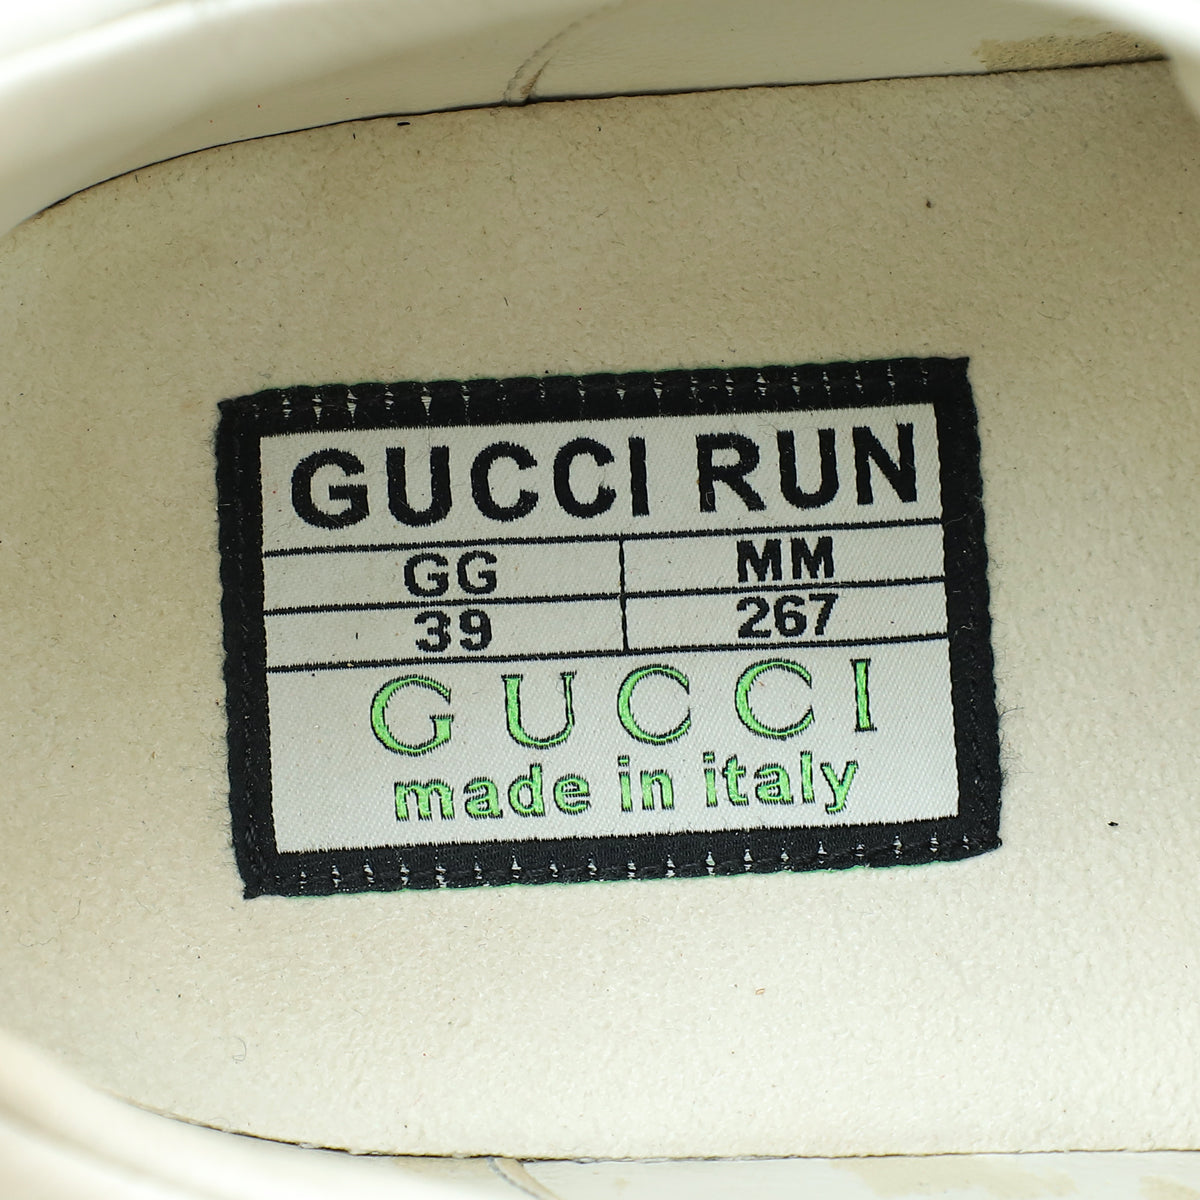 GUCCI RUN
GG MM
39 267
GUCCI
made in italy